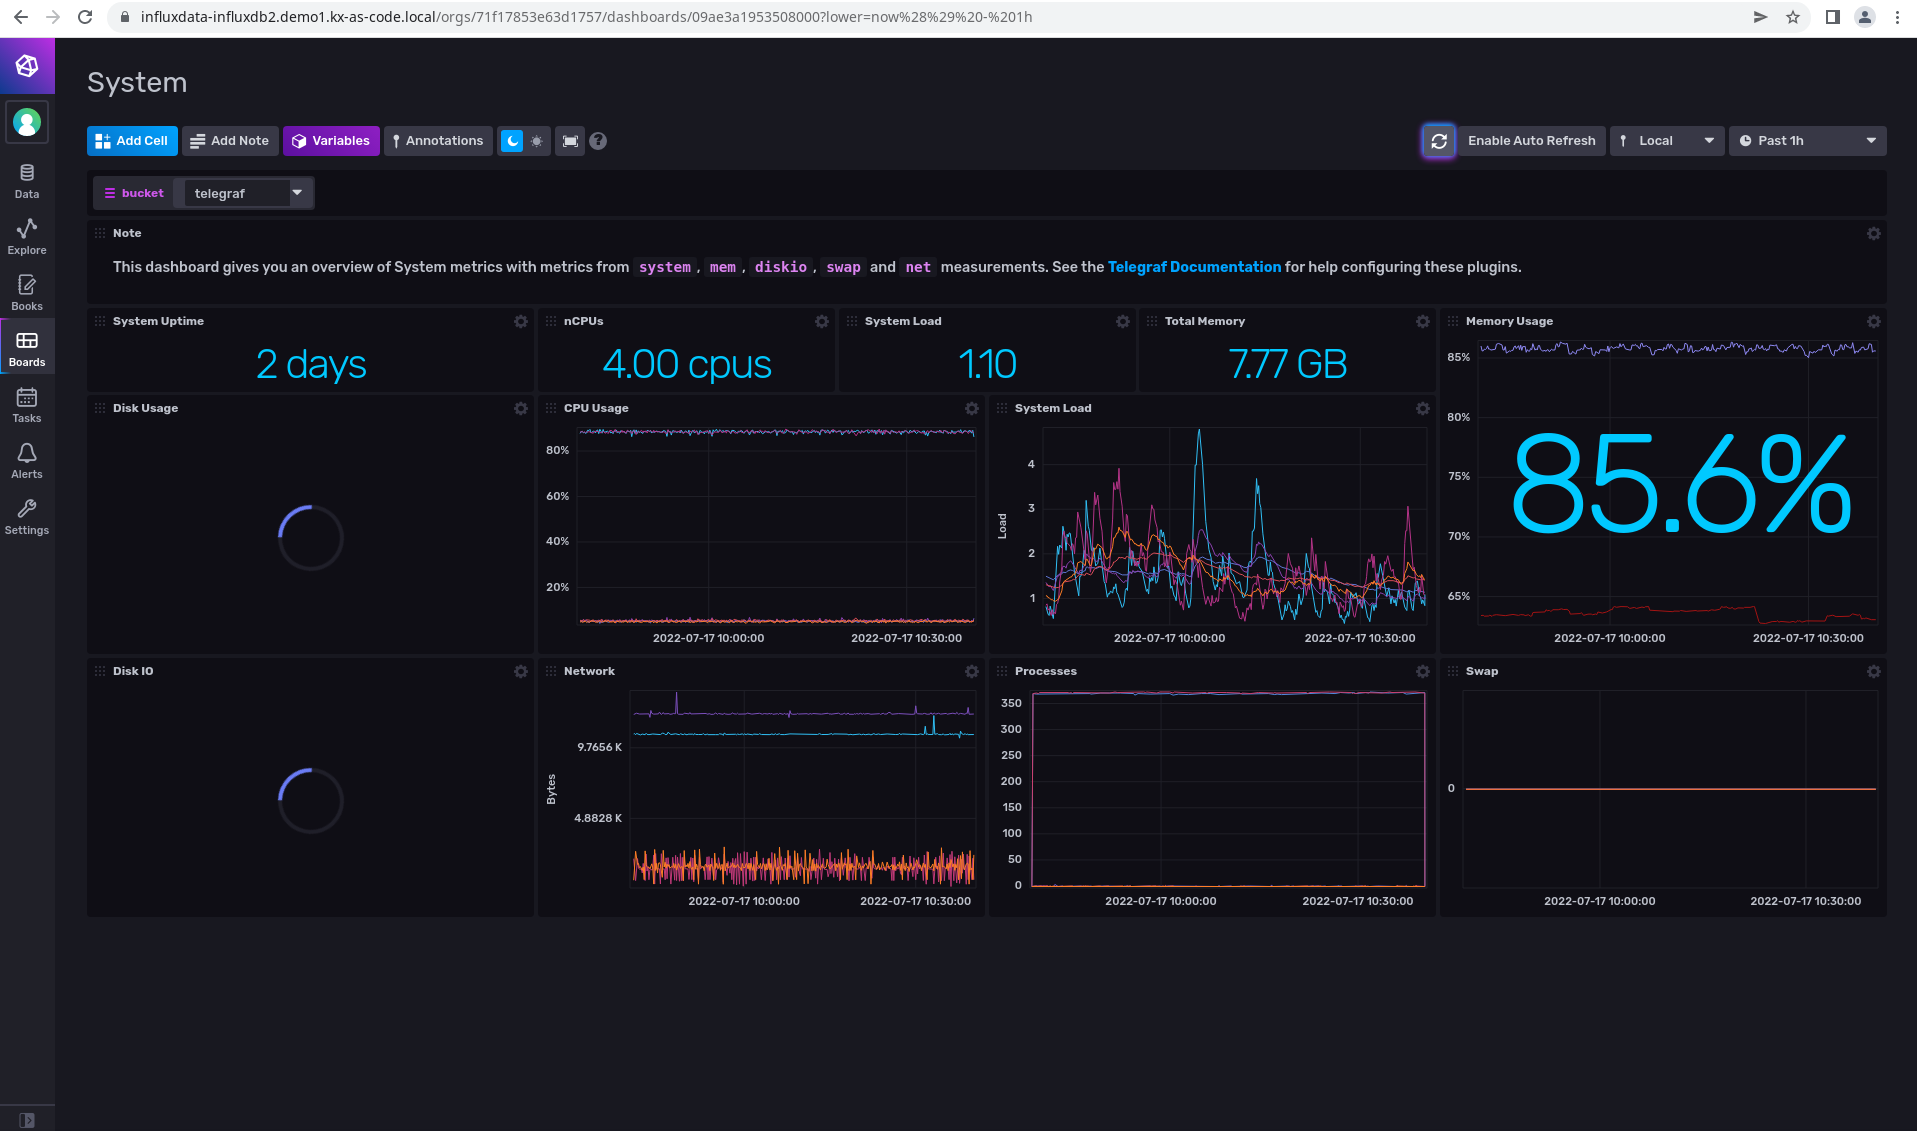 influxdata-influxdb2.demo1.kx-as-code.local/orgs/71f17853e63d1757/dashboards/09ae3a1953508000?lower=now%28%29%20-%201h
System
Add Cell Add Note Variables Annotations ? Enable Auto Refresh Local Past 1h
bucket telegraf
Data
Explore
Books
Boards
Tasks
Alerts
Settings
Note
This dashboard gives you an overview of System metrics with metrics from system, mem, diskio, swap and net measurements. See the Telegraf Documentation for help configuring these plugins.
System Uptime
2 days
nCPUs
4.00 cpus
System Load
1.10
Total Memory
7.77 GB
Memory Usage
85%
80%
75%
70%
65%
85.6%
2022-07-17 10:00:00 2022-07-17 10:30:00
Disk Usage
CPU Usage
80%
60%
40%
20%
2022-07-17 10:00:00 2022-07-17 10:30:00
System Load
Load
4
3
2
1
2022-07-17 10:00:00 2022-07-17 10:30:00
Disk IO
Network
Bytes
9.7656 K
4.8828 K
2022-07-17 10:00:00 2022-07-17 10:30:00
Processes
350
300
250
200
150
100
50
0
2022-07-17 10:00:00 2022-07-17 10:30:00
Swap
0
2022-07-17 10:00:00 2022-07-17 10:30:00